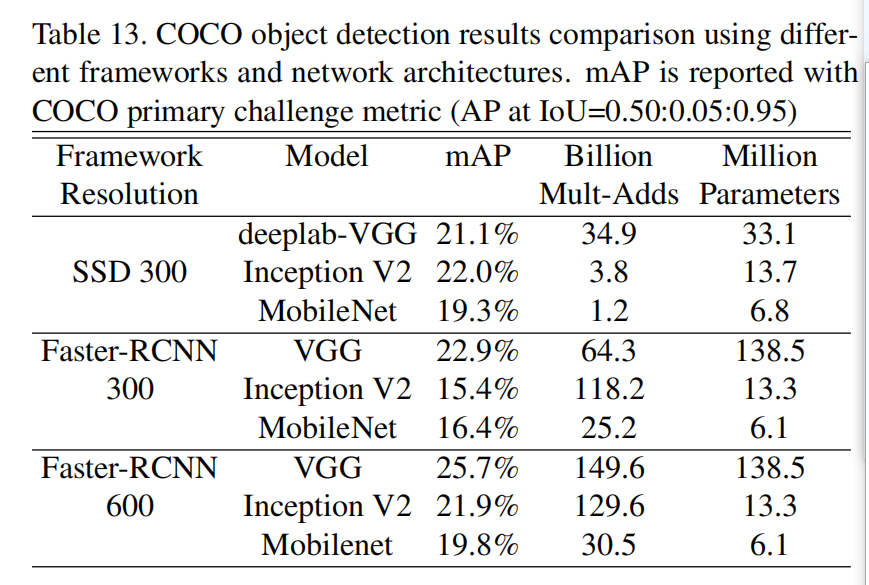 Table 13. COCO object detection results comparison using differ-
ent frameworks and network architectures. mAP is reported with
COCO primary challenge metric (AP at IoU=0.50:0.05:0.95)
Framework Model mAP Billion Million
Resolution Mult-Adds Parameters
deeplab-VGG 21.1% 34.9 33.1
SSD 300 Inception V2 22.0% 3.8 13.7
MobileNet 19.3% 1.2 6.8
Faster-RCNN VGG 22.9% 64.3 138.5
300 Inception V2 15.4% 118.2 13.3
MobileNet 16.4% 25.2 6.1
Faster-RCNN VGG 25.7% 149.6 138.5
600 Inception V2 21.9% 129.6 13.3
Mobilenet 19.8% 30.5 6.1